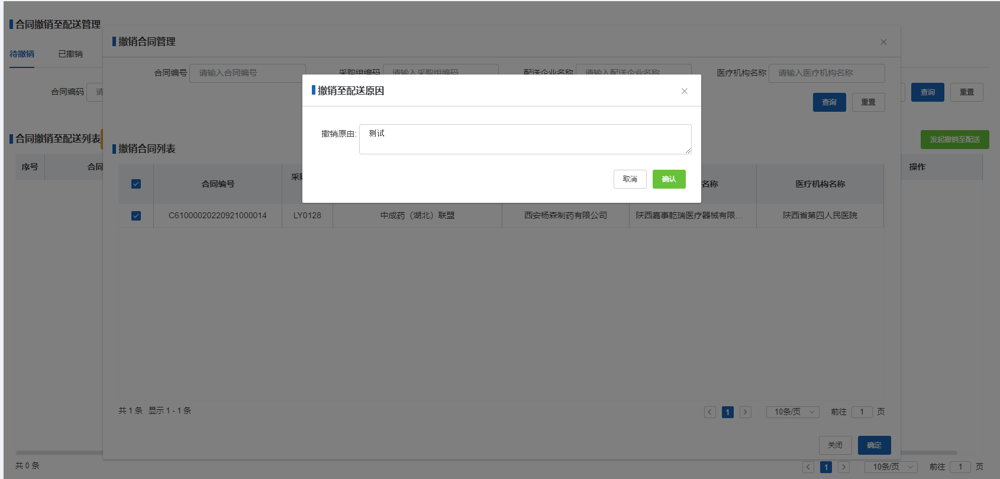 合同撤销至配送管理
撤销合同管理
待撤销 已撤销
合同编号 请输入合同编号 采购组编码 请输入采购组编码 配送企业名称 请输入配送企业名称 医疗机构名称 请输入医疗机构名称
撤销至配送原因
合同编码 请 查询 重置
查询 重置
撤销原由: 测试
合同撤销至配送列表 发起撤销至配送
撤销合同列表
序号 合同 操作
取消 确认
合同编号 采购 名称 医疗机构名称
C61000020220921000014 LY0128 中成药（湖北）联盟 西安杨森制药有限公司 陕西嘉事乾瑞医疗器械有限... 陕西省第四人民医院
共 1 条 显示 1 - 1 条 1 10条/页 前往 1 页
关闭 确定
共 0 条 1 10条/页 前往 1 页